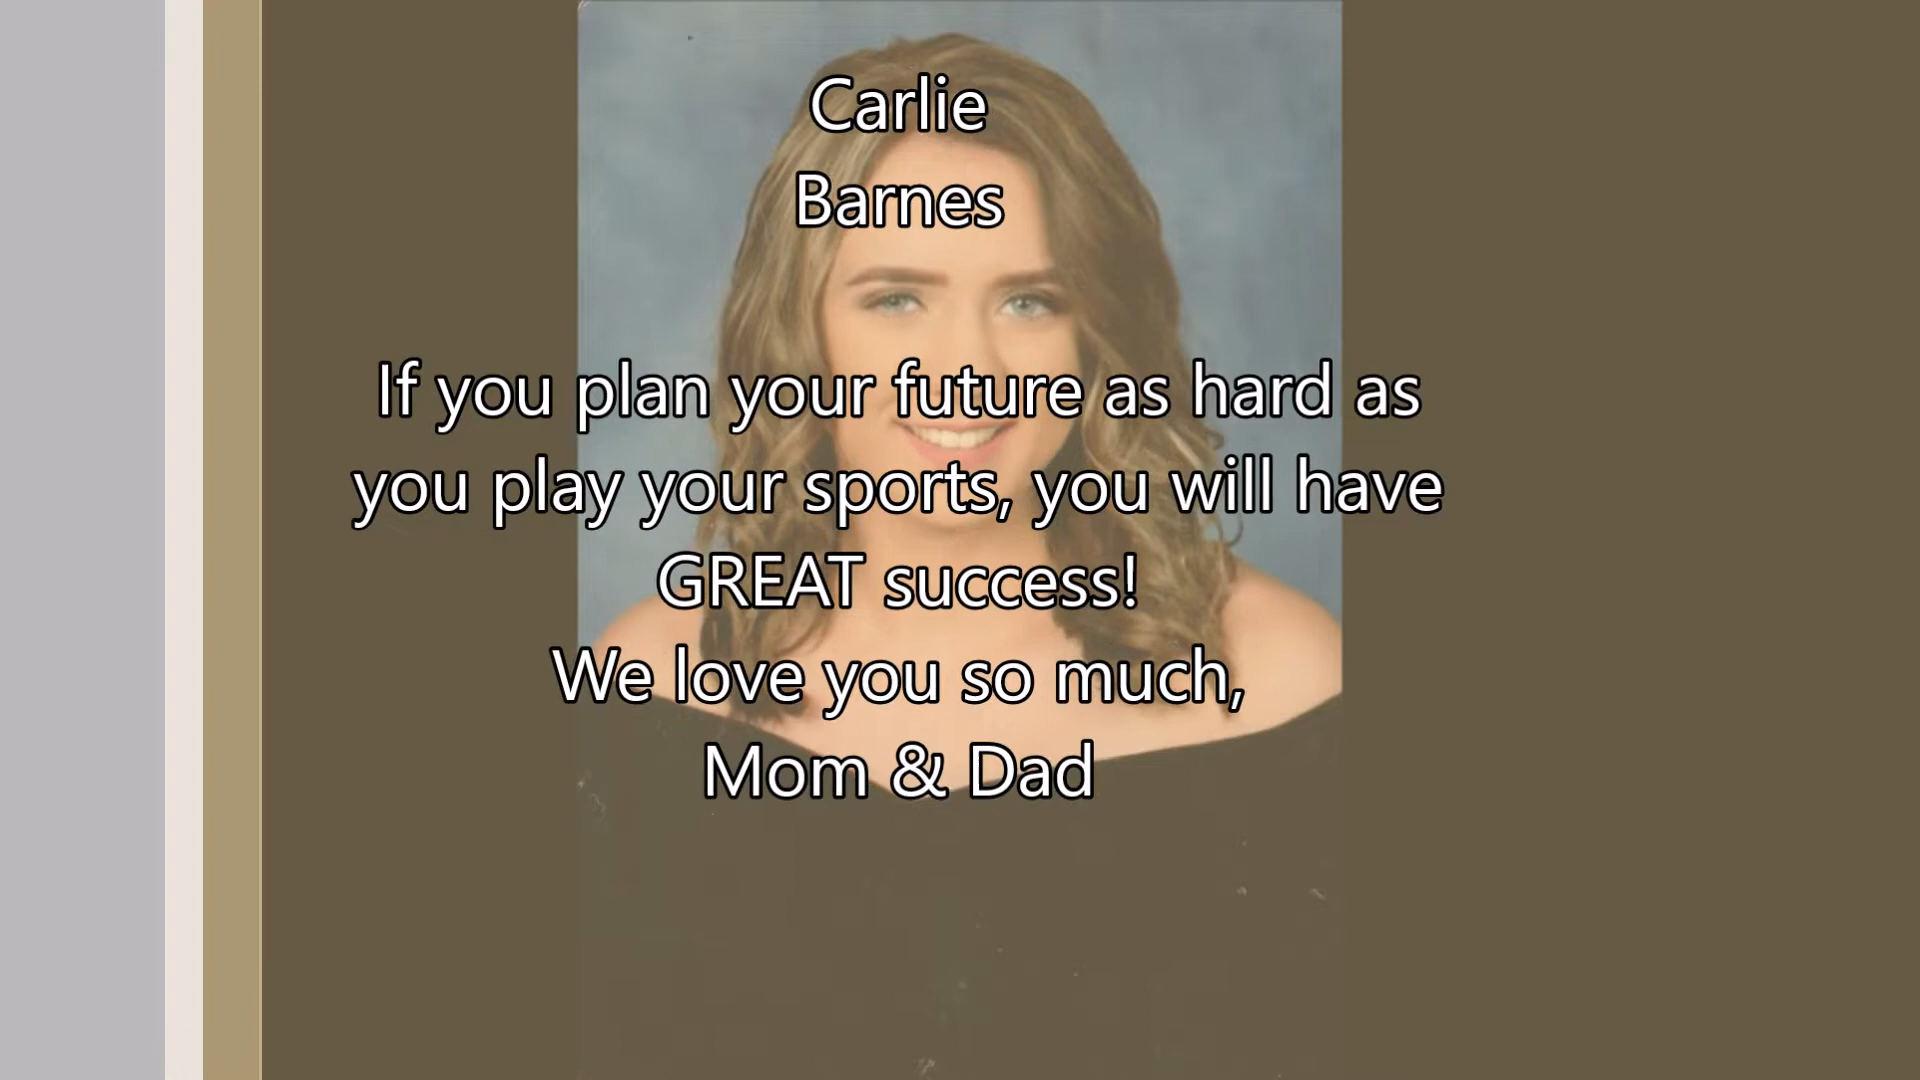 Carlie
Barnes
If you plan your future as hard as
you play your sports, you will have
GREAT success!
We love you so much,
Mom & Dad